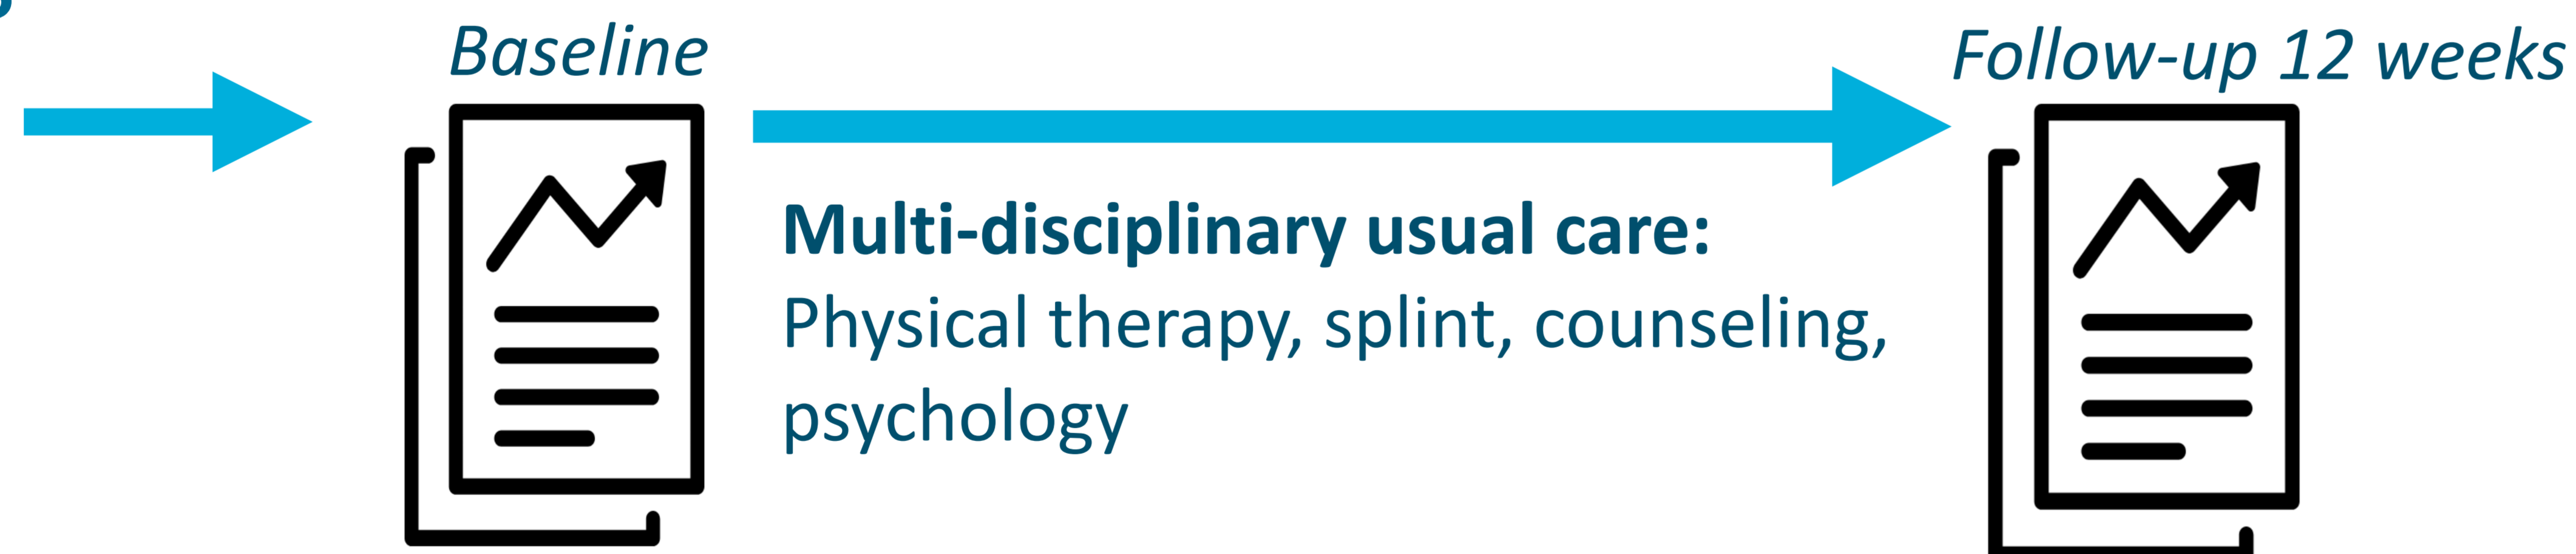 Baseline
Follow-up 12 weeks
Multi-disciplinary usual care:
Physical therapy, splint, counseling,
psychology